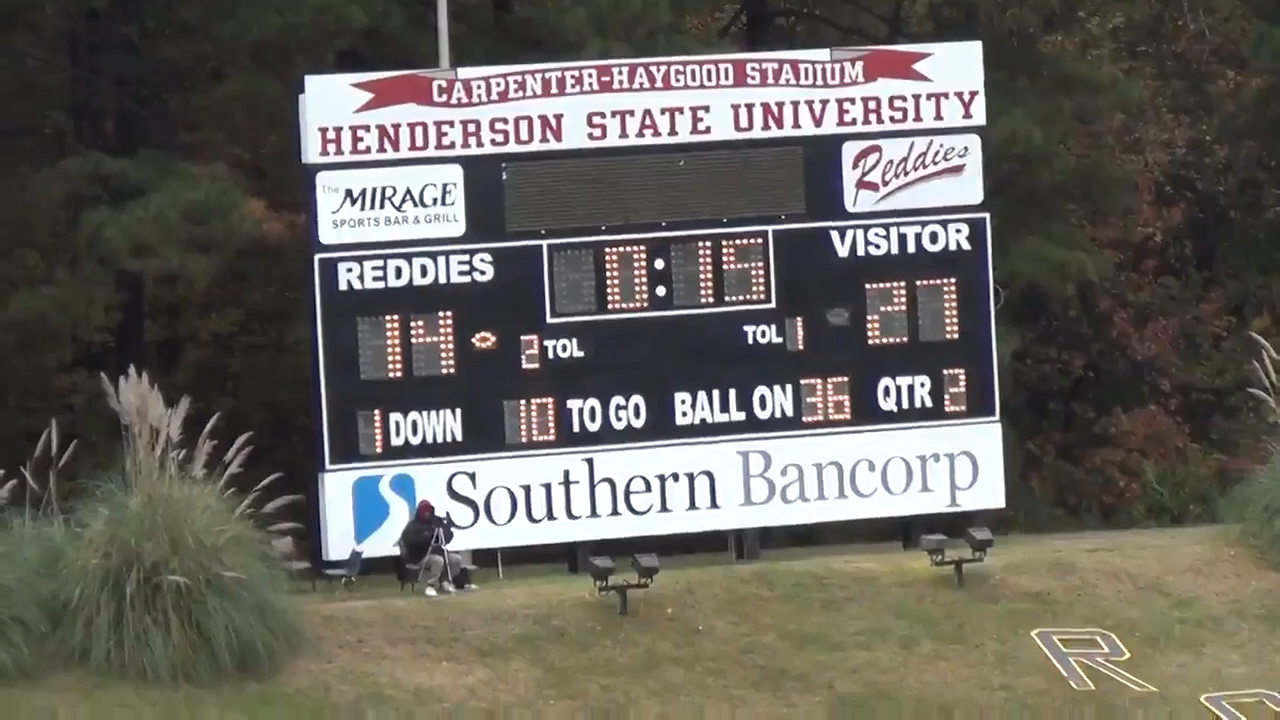 CARPENTER-HAYGOOD STADIUM
HENDERSON STATE UNIVERSITY
The MIRAGE
SPORTS BAR & GRILL
Reddies
REDDIES
0:15
VISITOR
14 2 TOL
TOL 1 27
1 DOWN 10 TO GO BALL ON 36 QTR 2
Southern Bancorp
R